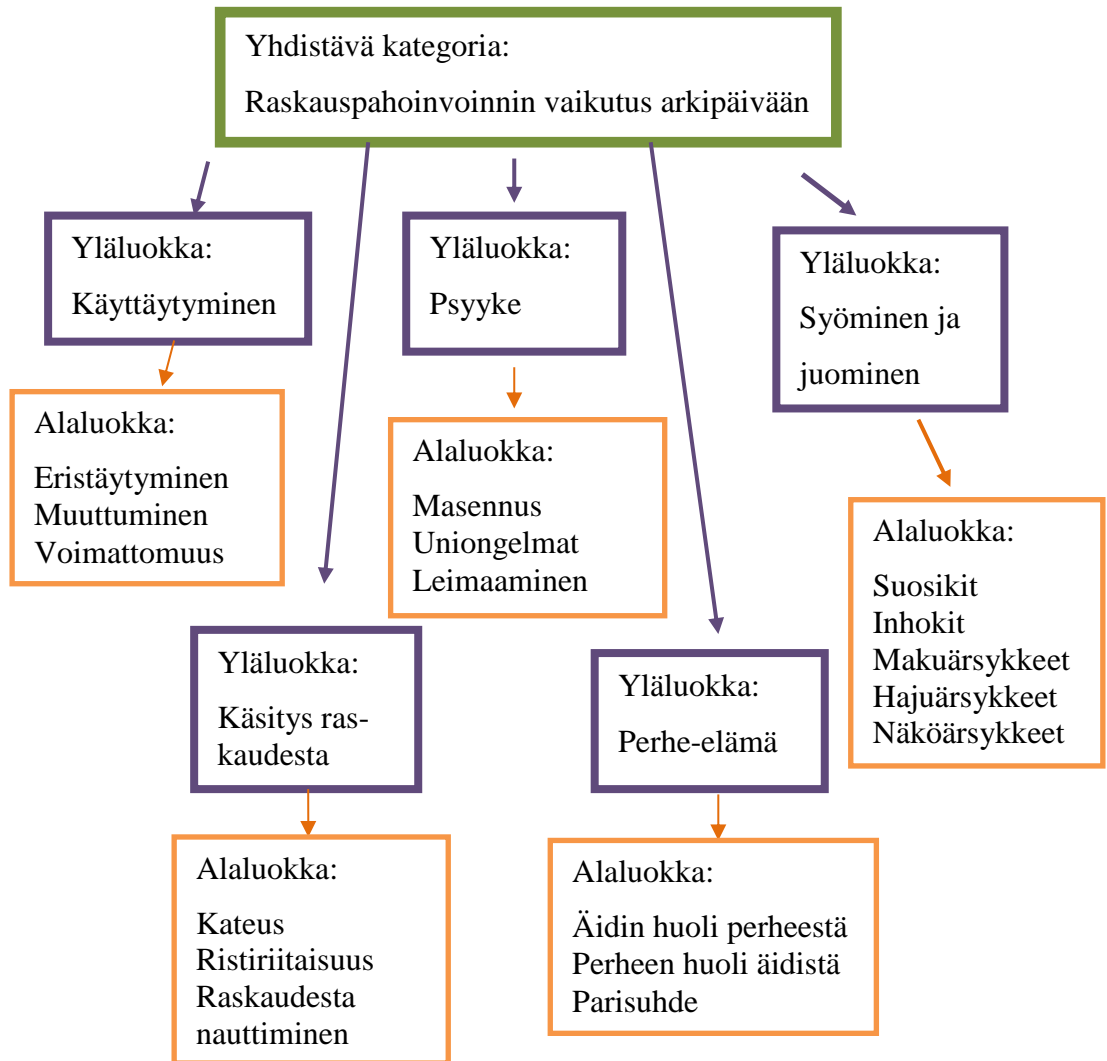 Yhdistävä kategoria:
Raskauspahoinvoinnin vaikutus arkipäivään
Yläluokka:
Käyttäytyminen
Yläluokka:
Psyyke
Yläluokka:
Syöminen ja
juominen
Alaluokka:
Eristäytyminen
Muuttuminen
Voimattomuus
Alaluokka:
Masennus
Uniongelmat
Leimaaminen
Alaluokka:
Suosikit
Inhokit
Makuärsykkeet
Hajuärsykkeet
Näköärsykkeet
Yläluokka:
Käsitys ras-
kaudesta
Yläluokka:
Perhe-elämä
Alaluokka:
Kateus
Ristiriitaisuus
Raskaudesta
nauttiminen
Alaluokka:
Äidin huoli perheestä
Perheen huoli äidistä
Parisuhde